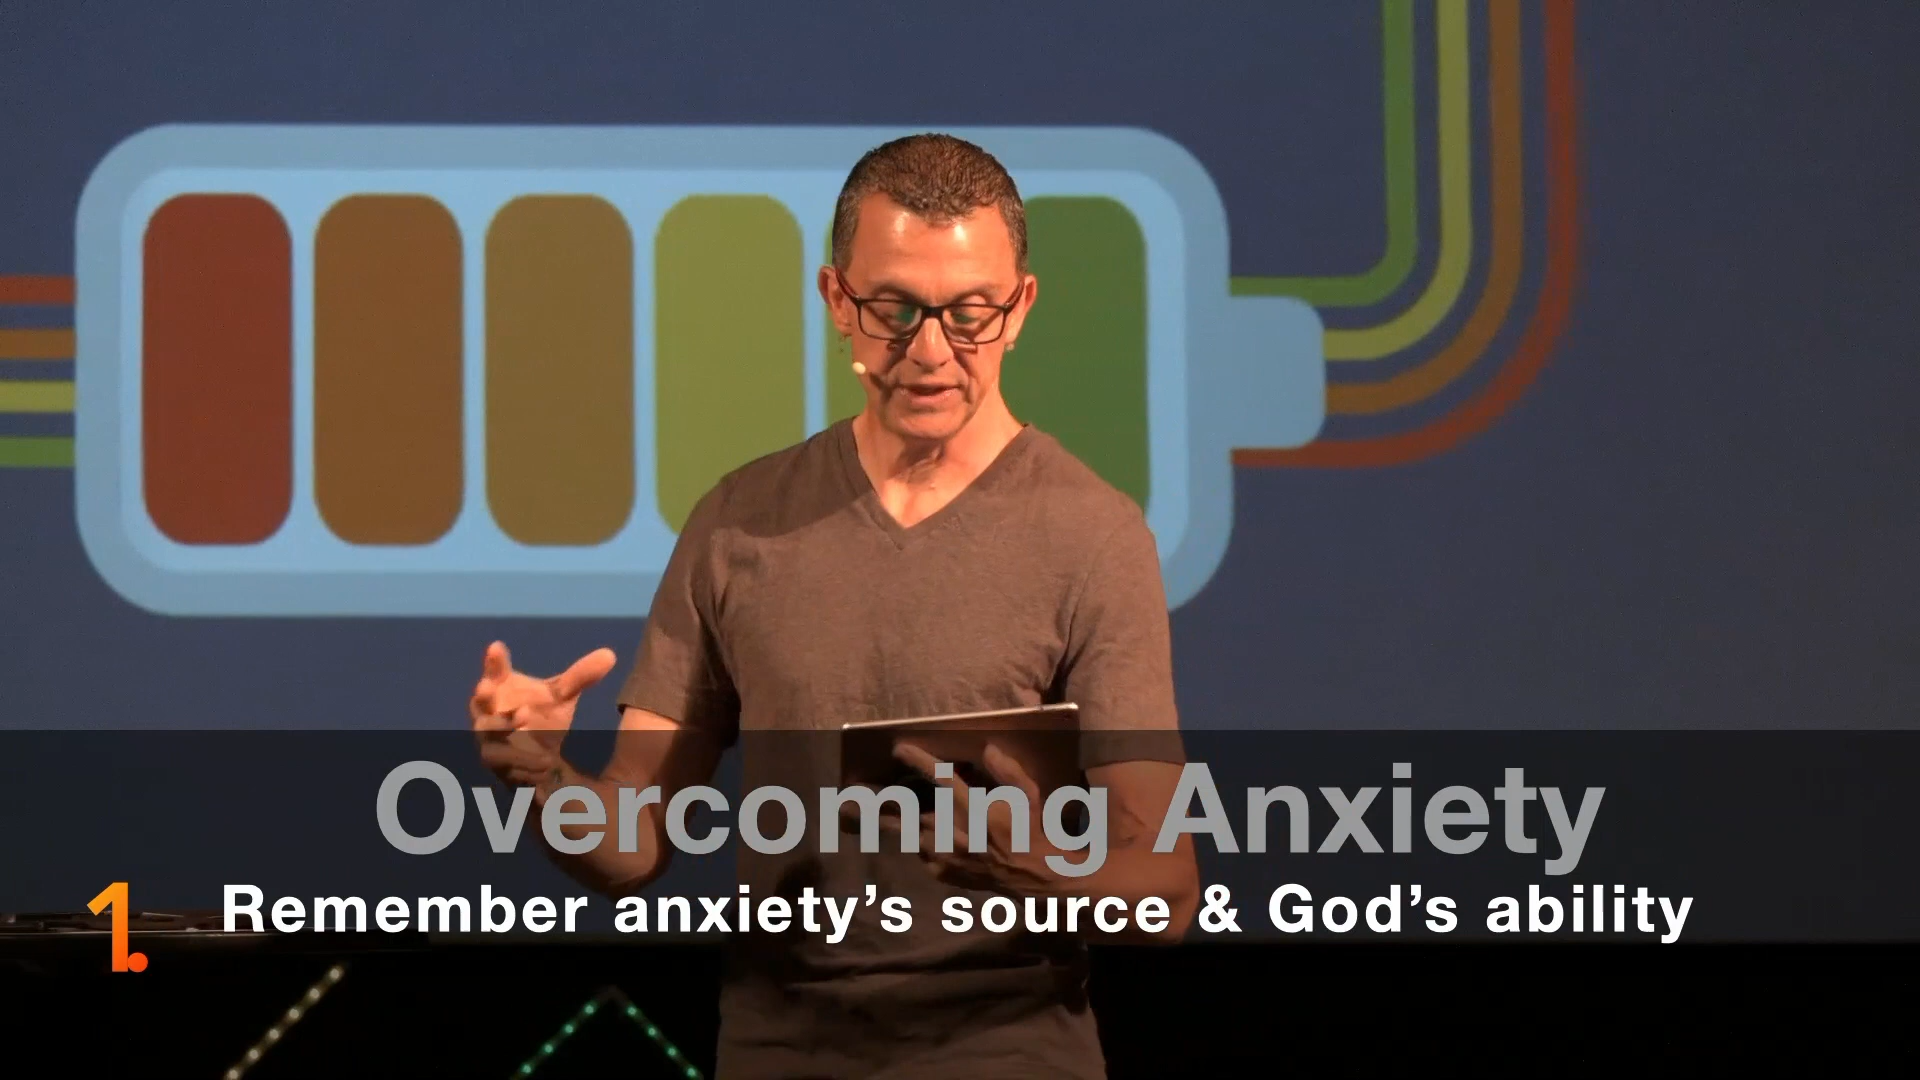 Overcoming Anxiety
1. Remember anxiety’s source & God’s ability